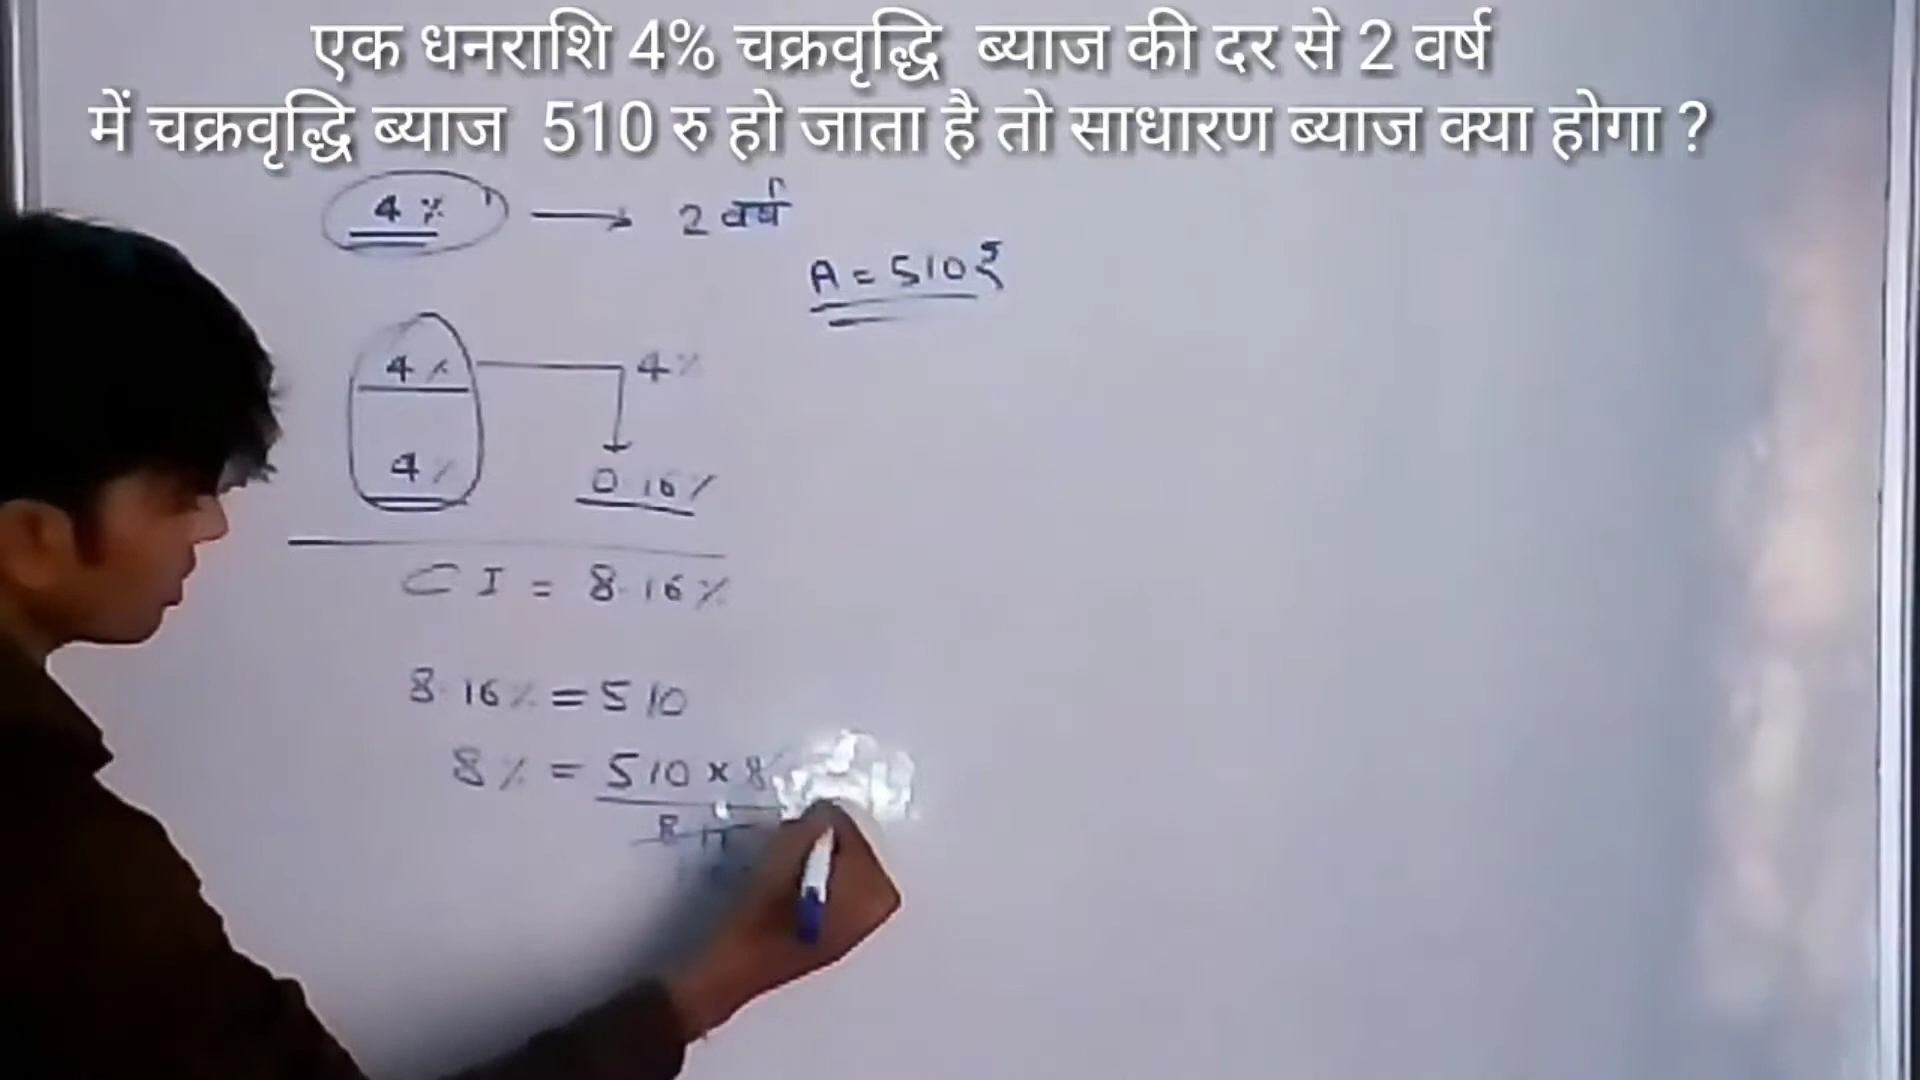 एक धनराशि 4% चक्रवृद्धि ब्याज की दर से 2 वर्ष
में चक्रवृद्धि ब्याज 510 रु हो जाता है तो साधारण ब्याज क्या होगा ?
4% → 2 वर्ष
A = 510₹
4% 4%
4% 0.16%
CI = 8.16%
8.16% = 510
8% = 510 × 8